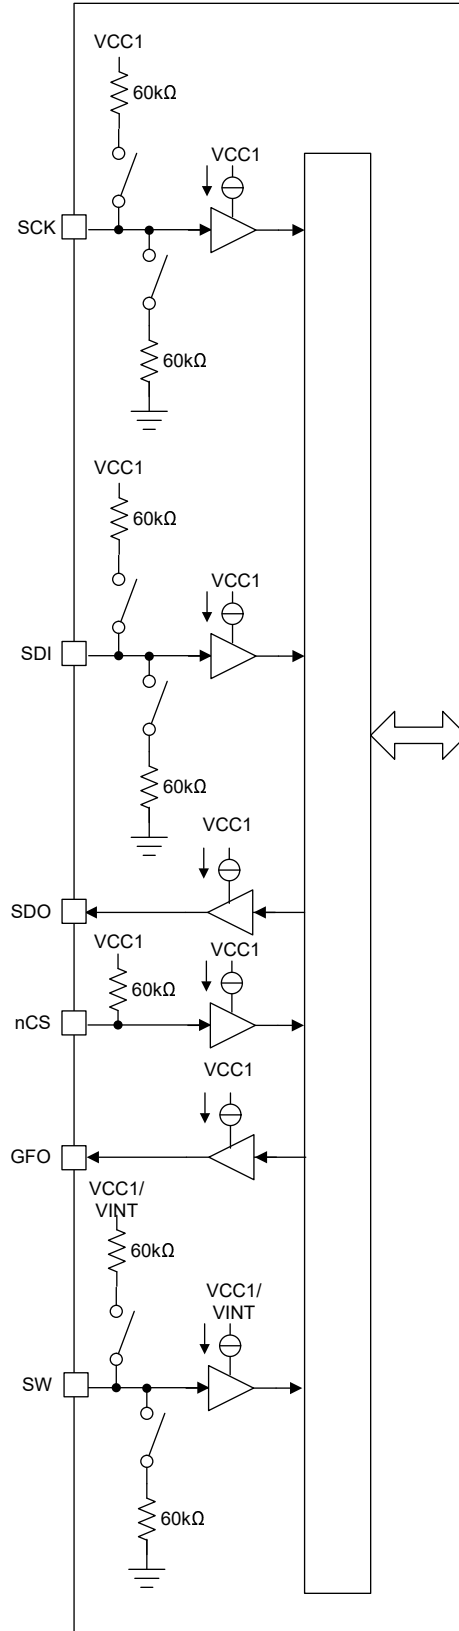 VCC1
60kΩ
VCC1
SCK
60kΩ
VCC1
60kΩ
VCC1
SDI
60kΩ
VCC1
SDO
VCC1
VCC1
60kΩ
nCS
VCC1
GFO
VCC1/
VINT
60kΩ
VCC1/
VINT
SW
60kΩ